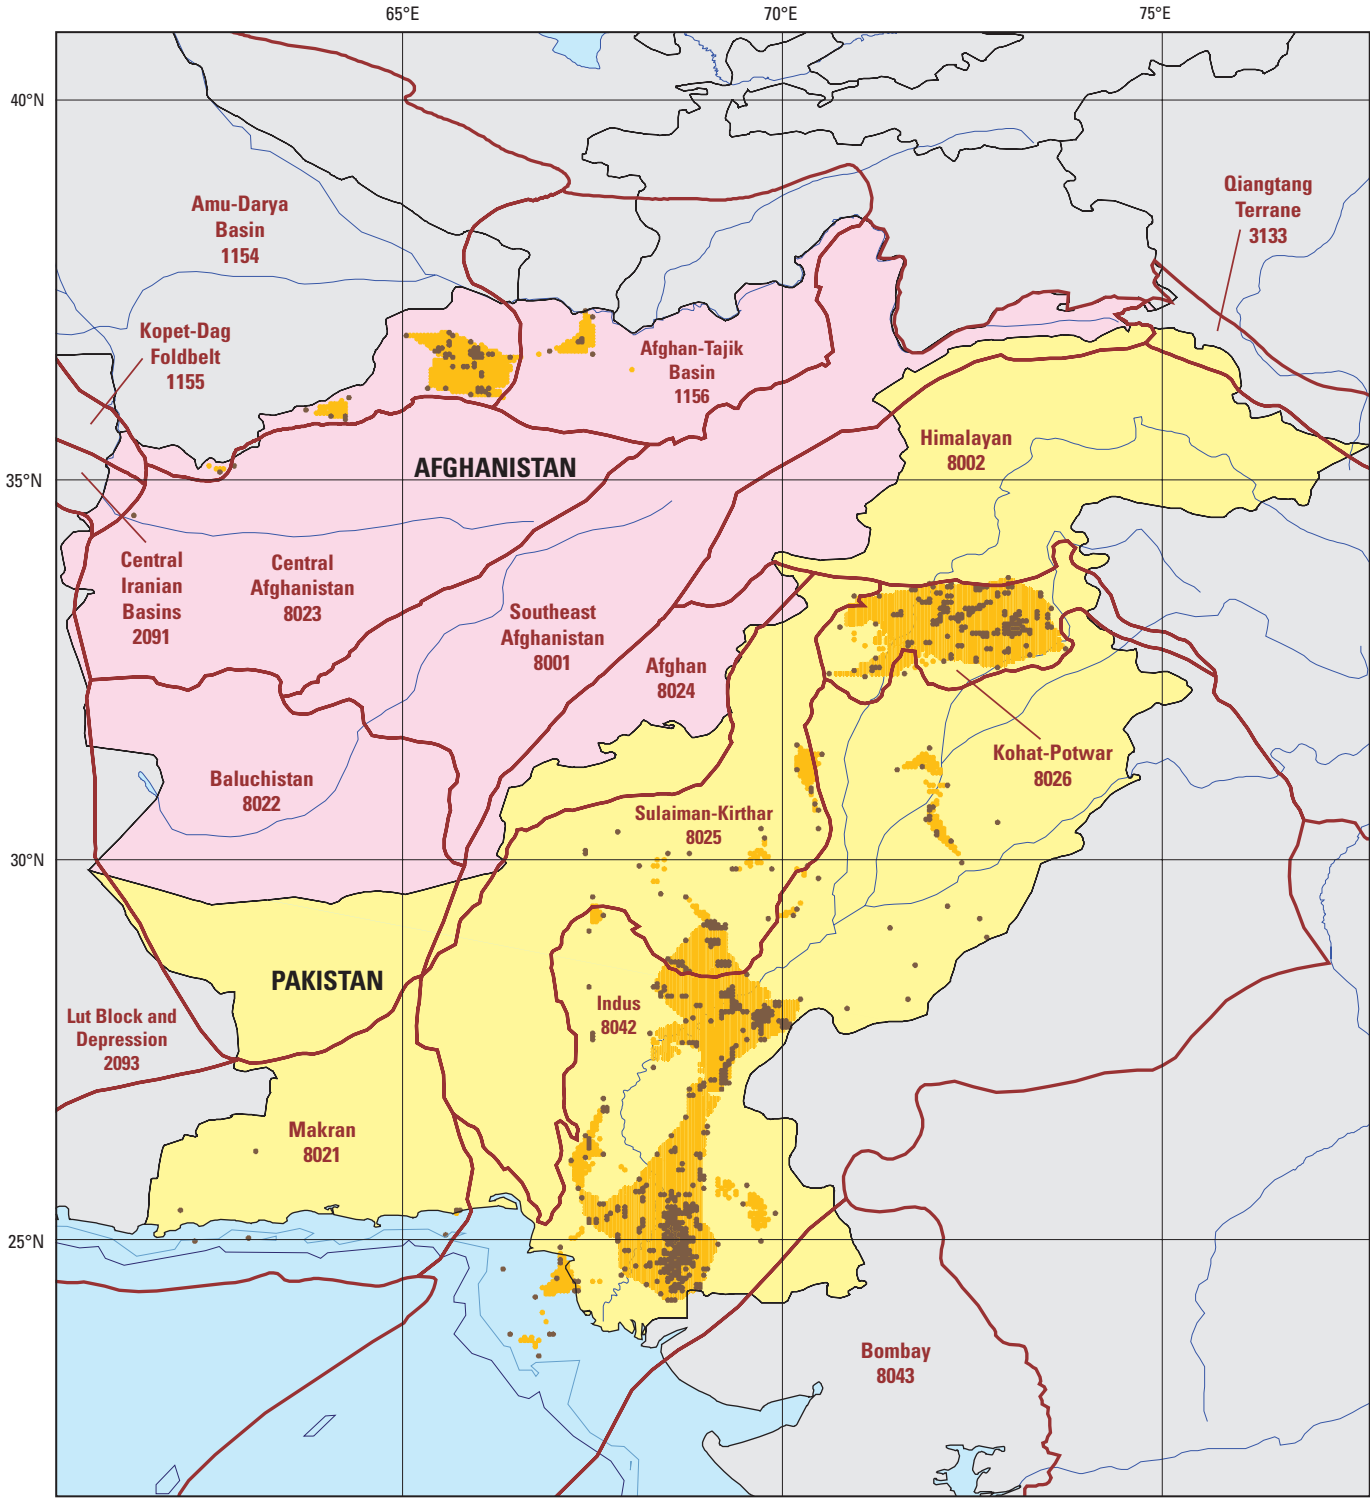 65°E
70°E
75°E
40°N
35°N
30°N
25°N
Amu-Darya
Basin
1154
Qiangtang
Terrane
3133
Kopet-Dag
Foldbelt
1155
Afghan-Tajik
Basin
1156
Himalayan
8002
AFGHANISTAN
Central
Iranian
Basins
2091
Central
Afghanistan
8023
Southeast
Afghanistan
8001
Afghan
8024
Kohat-Potwar
8026
Baluchistan
8022
Sulaiman-Kirthar
8025
PAKISTAN
Indus
8042
Lut Block and
Depression
2093
Makran
8021
Bombay
8043